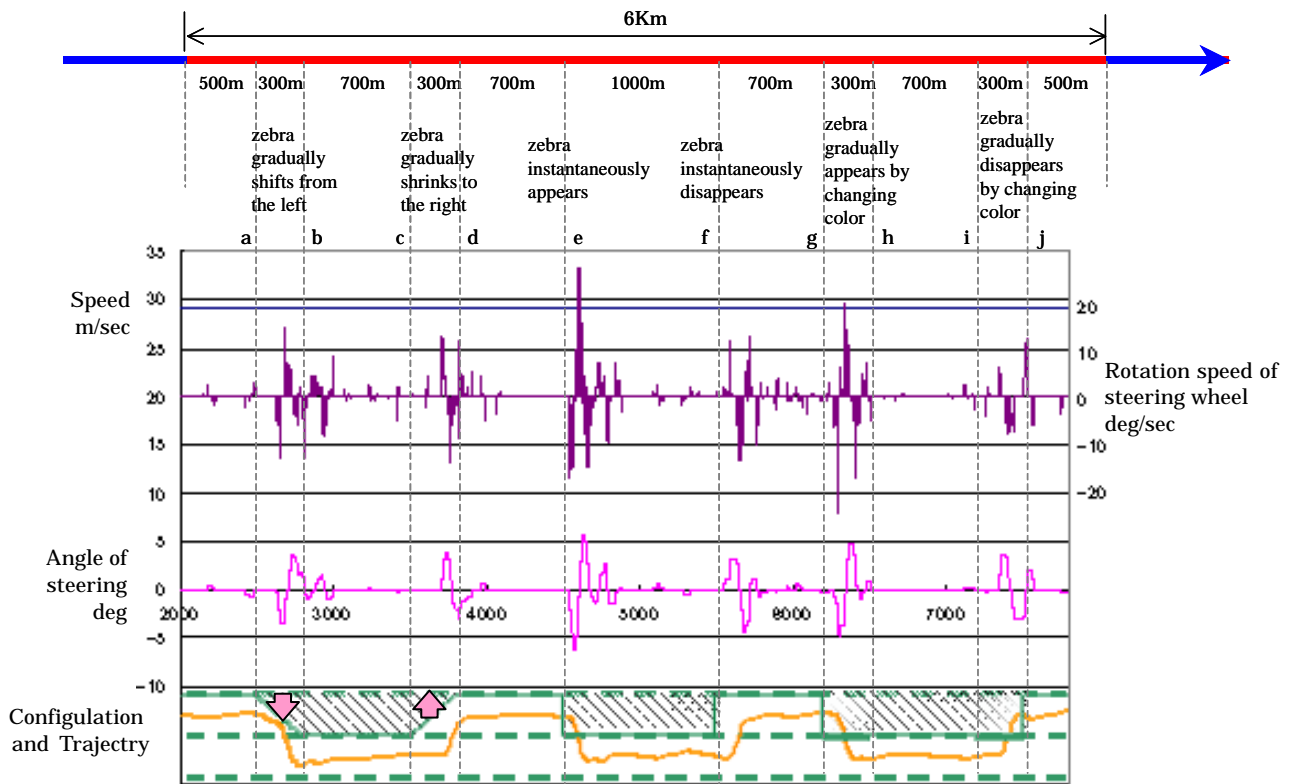 6Km
500m 300m 700m 300m 700m 1000m 700m 300m 700m 300m 500m
zebra
gradually
shifts from
the left
zebra
gradually
shrinks to
the right
zebra
instantaneously
appears
zebra
instantaneously
disappears
zebra
gradually
appears by
changing
color
zebra
gradually
disappears
by changing
color
a b c d e f g h i j
Speed
m/sec
35
30
25
20
15
10
5
0
-5
-10
20
10
0
-10
-20
Rotation speed of
steering wheel
deg/sec
Angle of
steering
deg
2000 3000 4000 5000 6000 7000
Configulation
and Trajectry